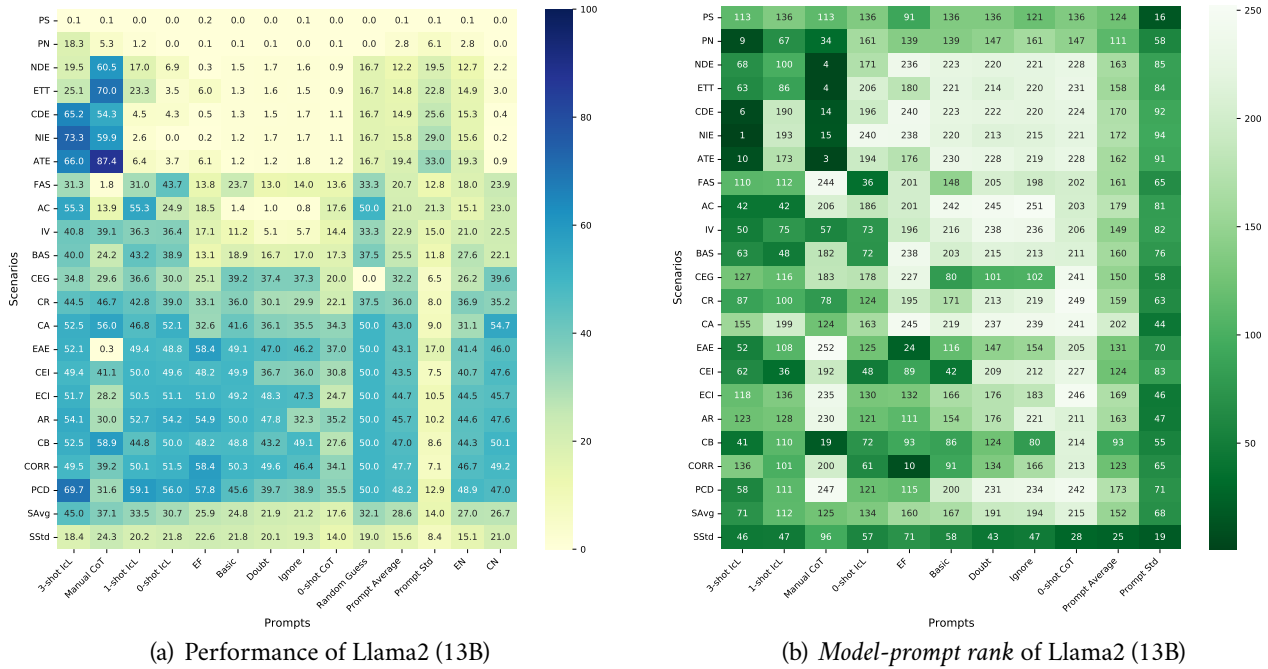 PS 0.1 0.1 0.1 0.1 0.2 0.0 0.0 0.0 0.0 0.0 0.1 0.1 0.1 0.0
PN 18.3 5.3 1.2 0.0 0.1 0.1 0.1 0.0 0.0 0.0 2.8 6.1 2.8 0.0
NDE 19.5 60.5 17.0 6.9 0.3 1.5 1.7 1.6 0.9 16.7 12.2 19.5 12.7 2.2
ETT 25.1 70.0 23.3 3.5 6.0 1.3 1.6 1.5 0.9 16.7 14.8 22.8 14.9 3.0
CDE 65.2 54.3 4.5 4.3 0.5 1.3 1.5 1.7 1.1 16.7 14.9 25.6 15.3 0.4
NIE 73.3 59.9 2.6 0.0 0.2 1.2 1.7 1.7 1.1 16.7 15.8 29.0 15.6 0.2
ATE 66.0 87.4 6.4 3.7 6.1 1.2 1.2 1.8 1.2 16.7 19.4 33.0 19.3 0.9
FAS 31.3 1.8 31.0 43.7 13.8 23.7 13.0 14.0 13.6 33.3 20.7 12.8 18.0 23.9
AC 55.3 13.9 55.3 24.9 18.5 1.4 1.0 0.8 17.6 50.0 21.0 21.3 15.1 23.0
IV 40.8 39.1 36.3 36.4 17.1 11.2 5.1 5.7 14.4 33.3 22.9 15.0 21.0 22.5
BAS 40.0 24.2 43.2 38.9 13.1 18.9 16.7 17.0 17.3 37.5 25.5 11.8 27.6 22.1
CEG 34.8 29.6 36.6 30.0 25.1 39.2 37.4 37.3 20.0 0.0 32.2 6.5 26.2 39.6
CR 44.5 46.7 42.8 39.0 33.1 36.0 30.1 29.9 22.1 37.5 36.0 8.0 36.9 35.2
CA 52.5 56.0 46.8 52.1 32.6 41.6 36.1 35.5 34.3 50.0 43.0 9.0 31.1 54.7
EAE 52.1 0.3 49.4 48.8 58.4 49.1 47.0 46.2 37.0 50.0 43.1 17.0 41.4 46.0
CEI 49.4 41.1 50.0 49.6 48.2 49.9 36.7 36.0 30.8 50.0 43.5 7.5 40.7 47.6
ECI 51.7 28.2 50.5 51.1 51.0 49.2 48.3 47.3 24.7 50.0 44.7 10.5 44.5 45.7
AR 54.1 30.0 52.7 54.2 54.9 50.0 47.5 32.3 35.2 50.0 45.7 10.2 44.6 47.6
CB 52.5 58.9 44.8 50.0 48.2 48.8 43.2 49.1 27.6 50.0 47.0 8.6 44.3 50.1
CORR 49.5 39.2 50.1 51.5 58.4 50.3 49.6 46.4 34.1 50.0 47.7 7.1 46.7 49.2
PCD 69.7 31.6 59.1 56.0 57.8 45.6 39.7 38.9 35.5 50.0 48.2 12.9 48.9 47.0
SAvg 45.0 37.1 33.5 30.7 25.9 24.8 21.9 21.2 17.6 32.1 28.6 14.0 27.0 26.7
SStd 18.4 24.3 20.2 21.8 22.6 21.8 20.1 19.3 14.0 19.0 15.6 8.4 15.1 21.0
Scenarios
3-shot IcL Manual CoT 1-shot IcL 0-shot IcL EF Basic Doubt Ignore 0-shot CoT Random Guess Prompt Average Prompt Std EN CN
Prompts
100
80
60
40
20
0
(a) Performance of Llama2 (13B)
PS 113 136 113 136 91 136 136 121 136 124 16
PN 9 67 34 161 139 139 147 161 147 111 58
NDE 68 100 4 171 236 223 220 221 228 163 85
ETT 63 86 4 206 180 221 214 220 231 158 84
CDE 6 190 14 196 240 223 222 220 224 170 92
NIE 1 193 15 240 238 220 213 215 221 172 94
ATE 10 173 3 194 176 230 228 219 228 162 91
FAS 110 112 244 36 201 148 205 198 202 161 65
AC 42 42 206 186 201 242 245 251 203 179 81
IV 50 75 57 73 195 216 238 236 206 149 82
BAS 63 48 182 72 233 203 215 213 212 160 76
CEG 127 116 183 178 227 80 101 102 241 150 58
CR 87 100 78 124 195 171 213 219 249 159 63
CA 155 199 124 163 245 219 237 239 241 202 44
EAE 52 108 252 125 24 116 147 154 205 131 70
CEI 62 36 192 48 89 42 209 212 227 124 83
ECI 118 136 235 130 132 166 176 183 246 169 46
AR 123 128 230 121 111 154 176 221 211 163 47
CB 41 110 19 72 93 86 124 80 214 93 55
CORR 136 101 200 61 10 91 134 166 213 123 65
PCD 58 111 247 121 115 200 231 234 242 173 71
SAvg 71 112 125 134 160 167 191 194 215 152 68
SStd 46 47 96 57 71 58 43 47 28 25 19
Scenarios
3-shot IcL 1-shot IcL Manual CoT 0-shot IcL EF Basic Doubt Ignore 0-shot CoT Prompt Average Prompt Std
Prompts
250
200
150
100
50
(b) Model-prompt rank of Llama2 (13B)